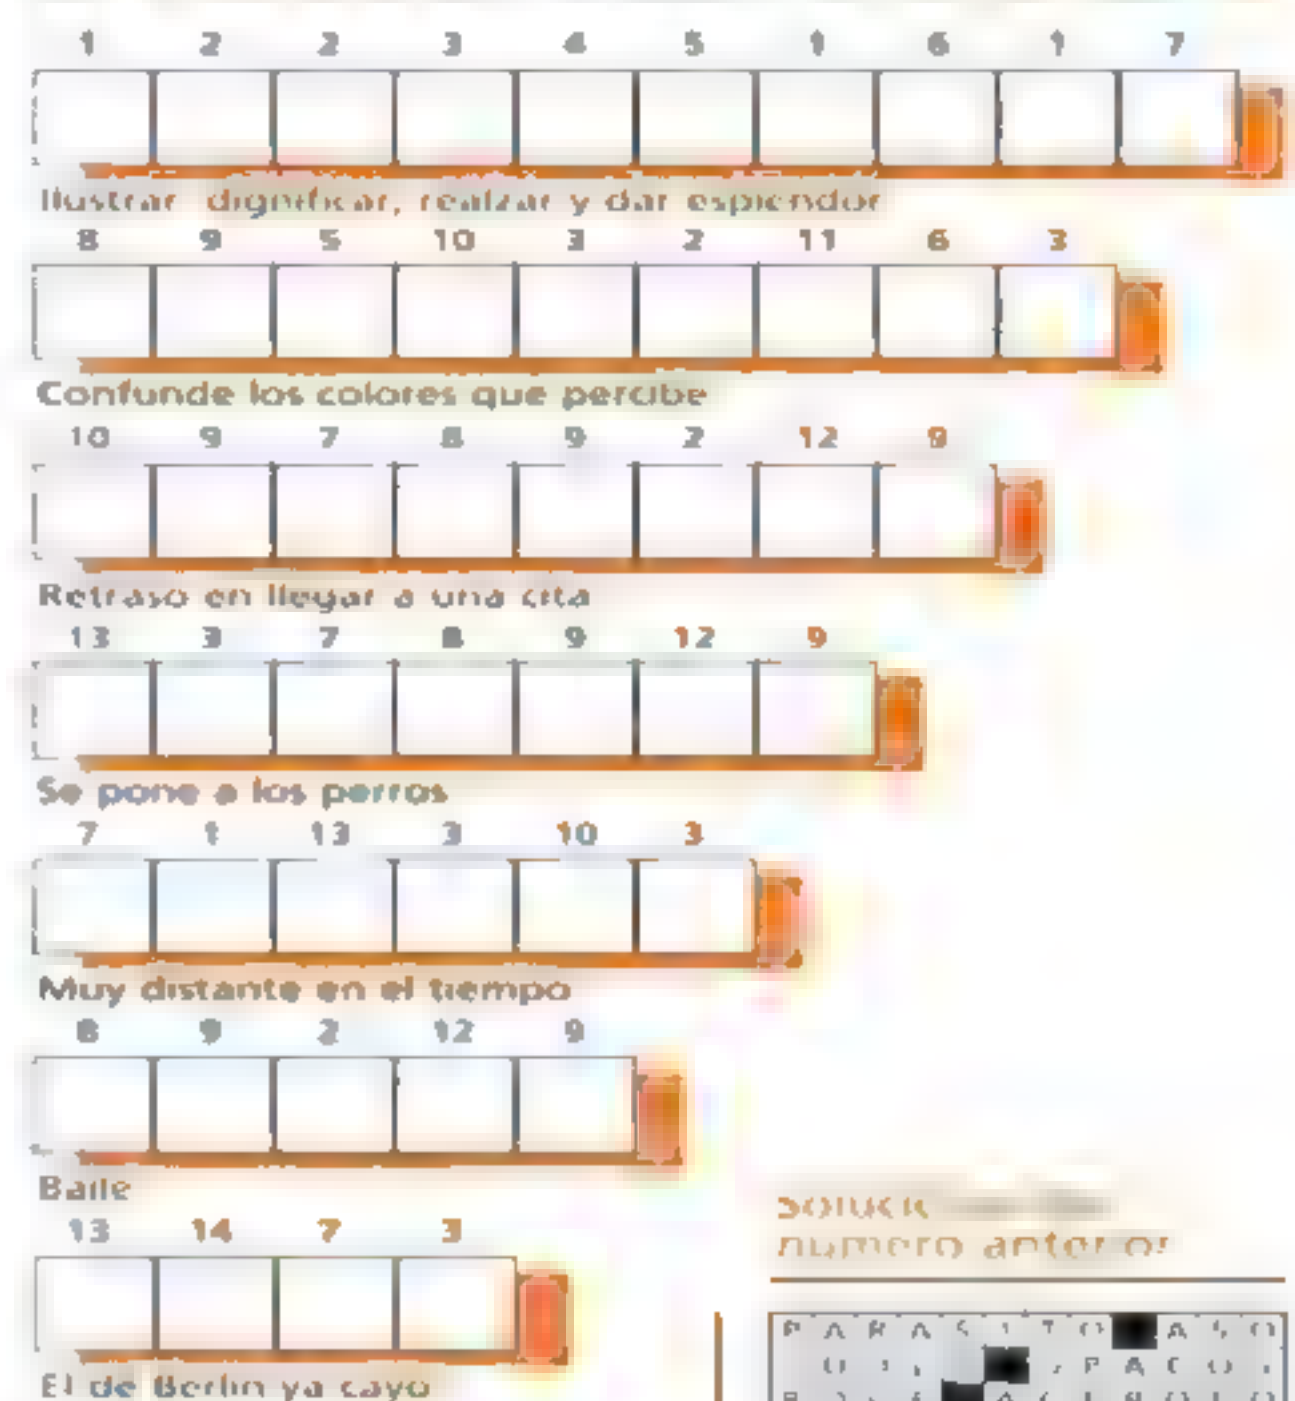 1 2 2 3 4 5 1 6 1 7
Ilustrar dignificar, realzar y dar esplendor
8 9 5 10 3 2 11 6 3
Confunde los colores que percibe
10 9 7 8 9 2 12 9
Retraso en llegar a una cita
13 3 7 8 9 12 9
Se pone a los perros
7 1 13 3 10 3
Muy distante en el tiempo
8 9 2 12 9
Baile
13 14 7 3
El de Berlin ya cayo
numero anterior
P A R A S I T O A S O